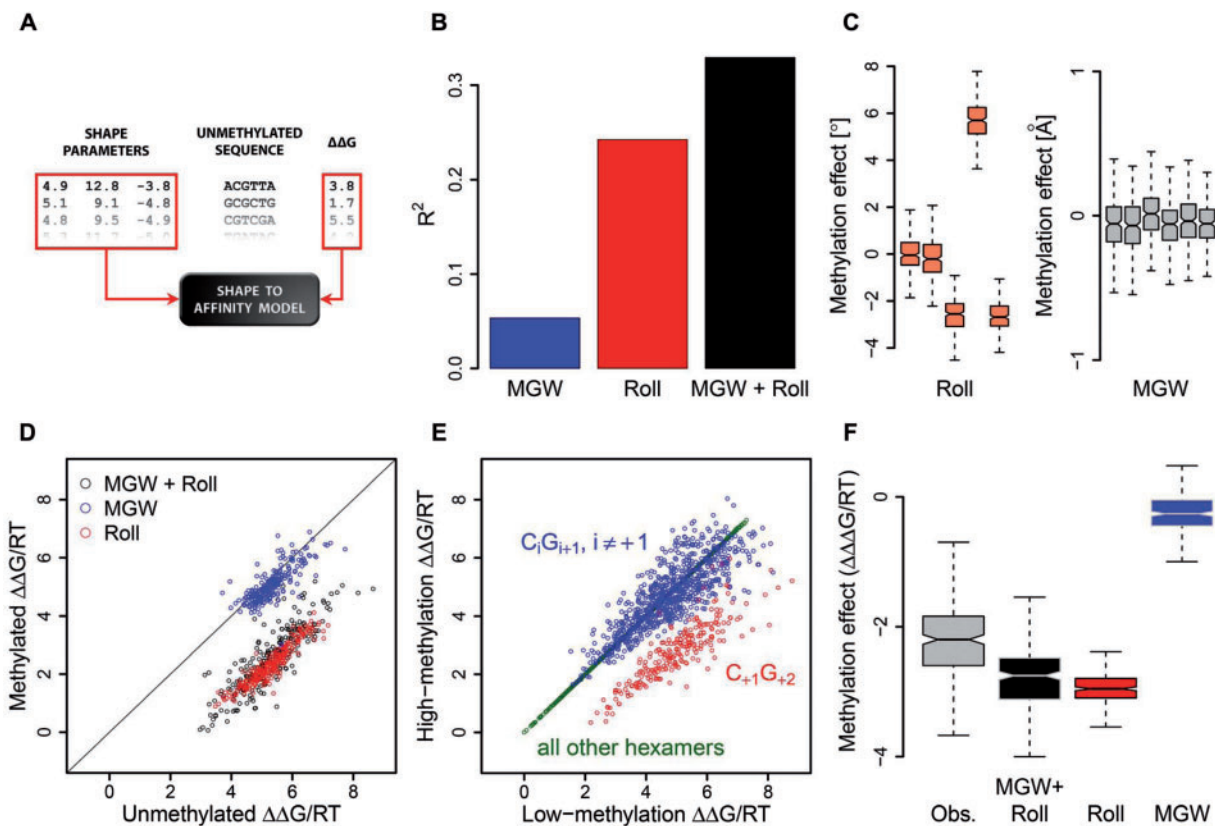 A
SHAPE PARAMETERS
UNMETHYLATED SEQUENCE
ΔΔG
4.9 12.8 −3.8 ACGTTA 3.8
5.1 9.1 −4.8 GCGCTG 1.7
4.8 9.5 −4.9 CGTCGA 5.5
SHAPE TO
AFFINITY MODEL
B
R²
0.0
0.1
0.2
0.3
MGW
Roll
MGW + Roll
C
Methylation effect [°]
8
6
4
2
0
−2
−4
Roll
Methylation effect [Å]
1
0
−1
MGW
D
Methylated ΔΔG/RT
8
6
4
2
0
MGW + Roll
MGW
Roll
0 2 4 6 8
Unmethylated ΔΔG/RT
E
High−methylation ΔΔG/RT
8
6
4
2
0
CᵢGᵢ₊₁, i ≠ +1
C₊₁G₊₂
all other hexamers
0 2 4 6 8
Low−methylation ΔΔG/RT
F
Methylation effect (ΔΔΔG/RT)
0
−2
−4
Obs.
MGW+
Roll
Roll
MGW